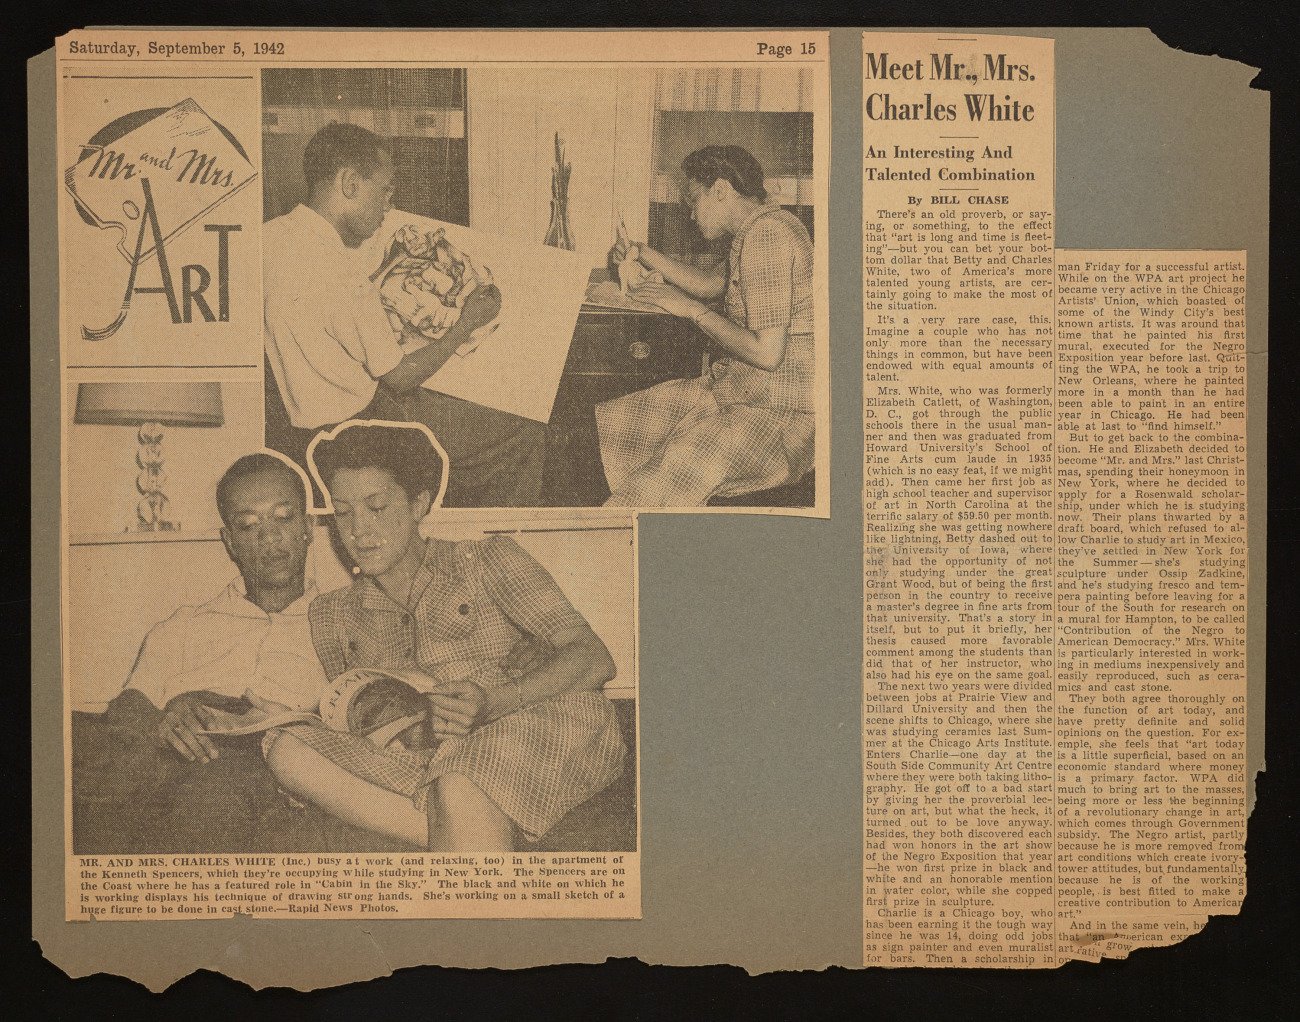 Saturday, September 5, 1942
Page 15
Mr. and Mrs.
ART
READ
MR. AND MRS. CHARLES WHITE (Inc.) busy at work (and relaxing, too) in the apartment of
the Kenneth Spencers, which they're occupying while studying in New York. The Spencers are on
the Coast where he has a featured role in "Cabin in the Sky." The black and white on which he
is working displays his technique of drawing strong hands. She's working on a small sketch of a
huge figure to be done in cast stone.—Rapid News Photos.
Meet Mr., Mrs.
Charles White
An Interesting And
Talented Combination
By BILL CHASE
There's an old proverb, or say-
ing, or something, to the effect
that "art is long and time is fleet-
ing"—but you can bet your bot-
tom dollar that Betty and Charles
White, two of America's more
talented young artists, are cer-
tainly going to make the most of
the situation.
It's a very rare case, this.
Imagine a couple who has not
only more than the necessary
things in common, but have been
endowed with equal amounts of
talent.
Mrs. White, who was formerly
Elizabeth Catlett, of Washington,
D. C., got through the public
schools there in the usual man-
ner and then was graduated from
Howard University's School of
Fine Arts cum laude in 1935
(which is no easy feat, if we might
add). Then came her first job as
high school teacher and supervisor
of art in North Carolina at the
terrific salary of $59.50 per month.
Realizing she was getting nowhere
like lightning, Betty dashed out to
the University of Iowa, where
she had the opportunity of not
only studying under the great
Grant Wood, but of being the first
person in the country to receive
a master's degree in fine arts from
that university. That's a story in
itself, but to put it briefly, her
thesis caused more favorable
comment among the students than
did that of her instructor, who
also had his eye on the same goal.
The next two years were divided
between jobs at Prairie View and
Dillard University and then the
scene shifts to Chicago, where she
was studying ceramics last Sum-
mer at the Chicago Arts Institute.
Enters Charlie—one day at the
South Side Community Art Centre
where they were both taking litho-
graphy. He got off to a bad start
by giving her the proverbial lec-
ture on art, but what the heck, it
turned out to be love anyway.
Besides, they both discovered each
had won honors in the art show
of the Negro Exposition that year
—he won first prize in black and
white and an honorable mention
in water color, while she copped
first prize in sculpture.
Charlie is a Chicago boy, who
has been earning it the tough way
since he was 14, doing odd jobs
as sign painter and even muralist
for bars. Then a scholarship in
man Friday for a successful artist.
While on the WPA art project he
became very active in the Chicago
Artists' Union, which boasted of
some of the Windy City's best
known artists. It was around that
time that he painted his first
mural, executed for the Negro
Exposition year before last. Quit-
ting the WPA, he took a trip to
New Orleans, where he painted
more in a month than he had
been able to paint in an entire
year in Chicago. He had been
able at last to "find himself."
But to get back to the combina-
tion. He and Elizabeth decided to
become "Mr. and Mrs." last Christ-
mas, spending their honeymoon in
New York, where he decided to
apply for a Rosenwald scholar-
ship, under which he is studying
now. Their plans thwarted by a
draft board, which refused to al-
low Charlie to study art in Mexico,
they've settled in New York for
the Summer—she's studying
sculpture under Ossip Zadkine,
and he's studying fresco and tem-
pera painting before leaving for a
tour of the South for research on
a mural for Hampton, to be called
"Contribution of the Negro to
American Democracy." Mrs. White
is particularly interested in work-
ing in mediums inexpensively and
easily reproduced, such as cera-
mics and cast stone.
They both agree thoroughly on
the function of art today, and
have pretty definite and solid
opinions on the question. For ex-
emple, she feels that "art today
is a little superficial, based on an
economic standard where money
is a primary factor. WPA did
much to bring art to the masses,
being more or less the beginning
of a revolutionary change in art,
which comes through Government
subsidy. The Negro artist, partly
because he is more removed from
art conditions which create ivory-
tower attitudes, but fundamentally
because he is of the working
people, is best fitted to make a
creative contribution to American
art."
And in the same vein, he
that "an American
art grow